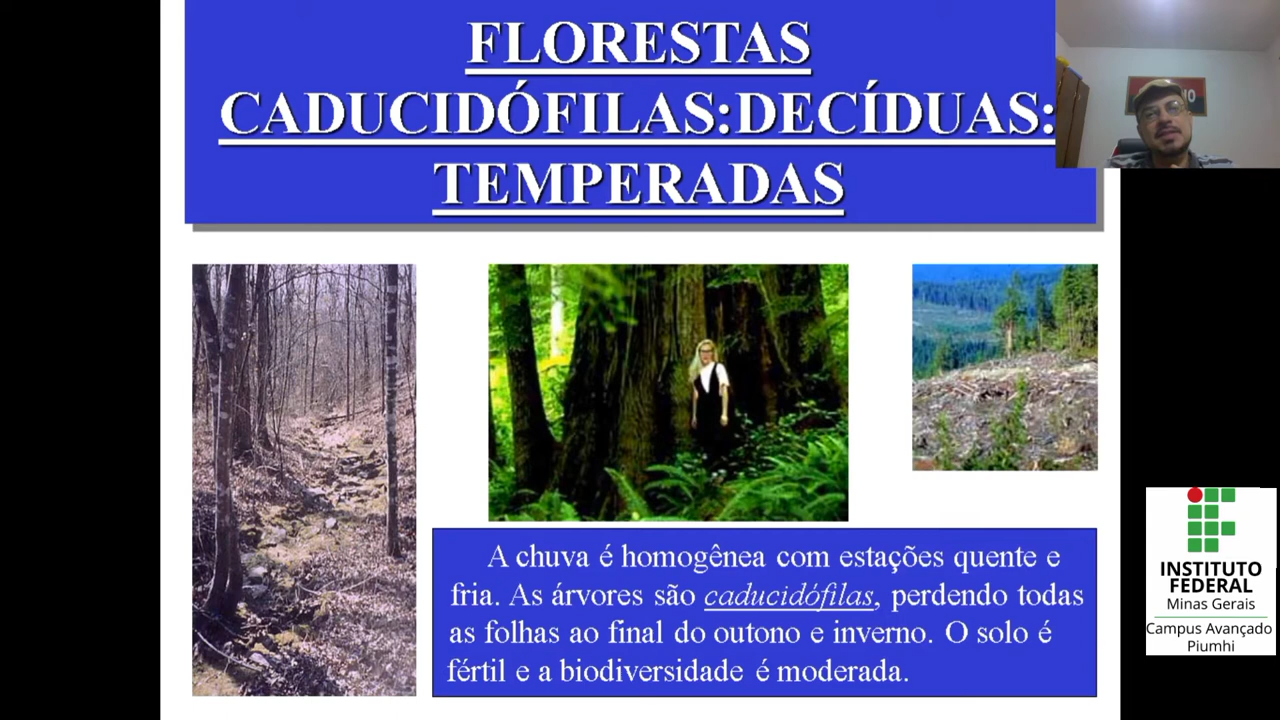 FLORESTAS
CADUCIDÓFILAS:DECÍDUAS:
TEMPERADAS
A chuva é homogênea com estações quente e
fria. As árvores são caducidófilas, perdendo todas
as folhas ao final do outono e inverno. O solo é
fértil e a biodiversidade é moderada.
INSTITUTO
FEDERAL
Minas Gerais
Campus Avançado
Piumhi